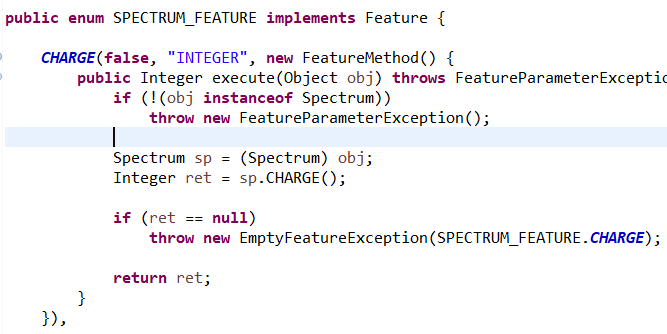 public enum SPECTRUM_FEATURE implements Feature {
CHARGE(false, "INTEGER", new FeatureMethod() {
public Integer execute(Object obj) throws FeatureParameterExceptio
if (!(obj instanceof Spectrum))
throw new FeatureParameterException();
Spectrum sp = (Spectrum) obj;
Integer ret = sp.CHARGE();
if (ret == null)
throw new EmptyFeatureException(SPECTRUM_FEATURE.CHARGE);
return ret;
}
}),